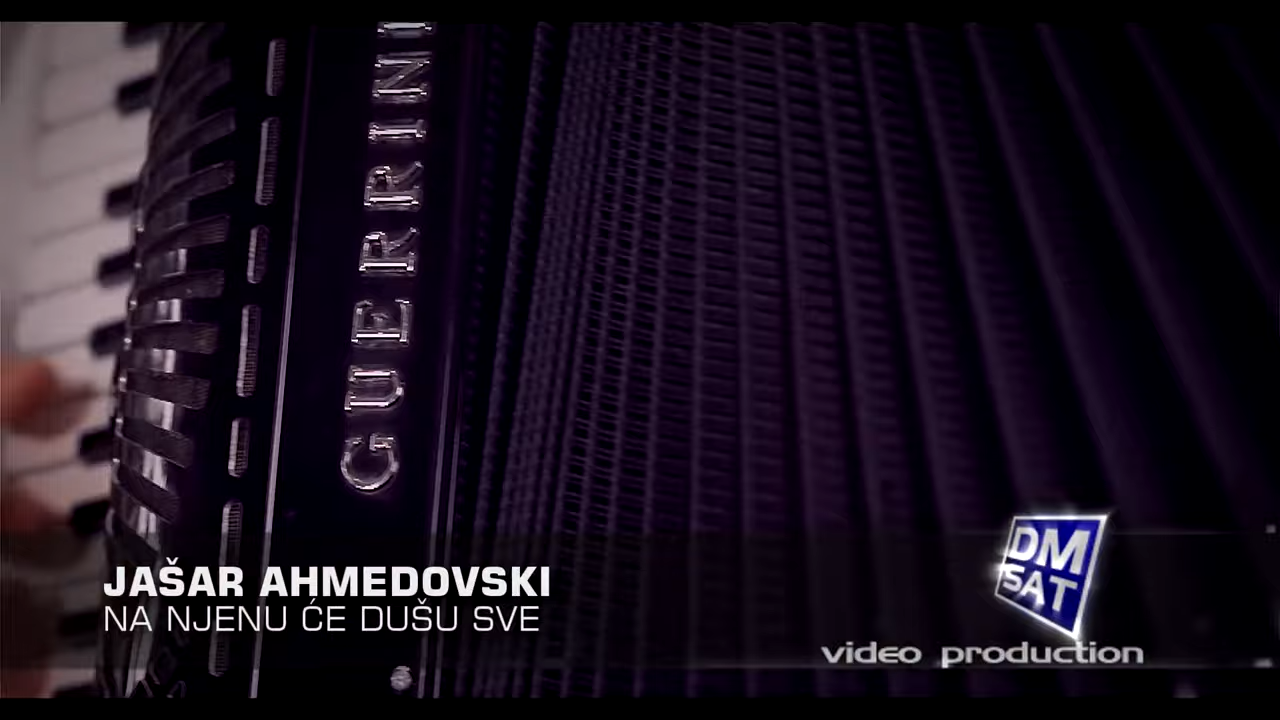 GUERRINI
JAŠAR AHMEDOVSKI
NA NJENU ĆE DUŠU SVE
DM
SAT
video production